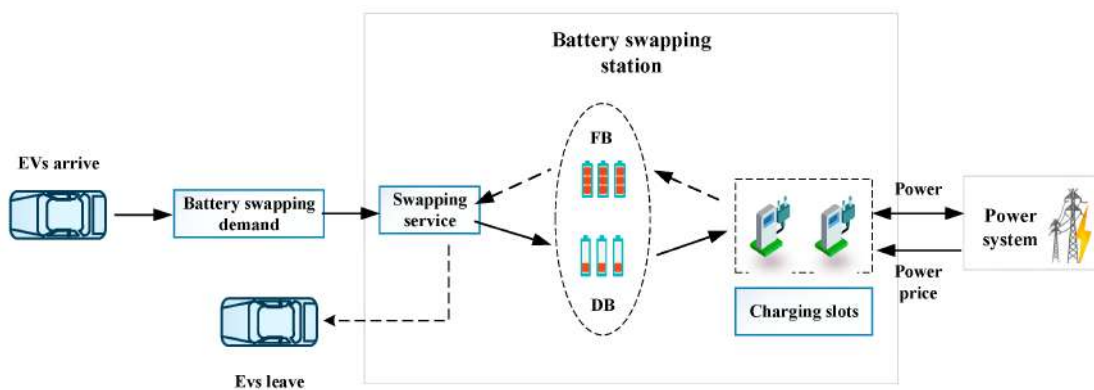 Battery swapping
station
EVs arrive
Battery swapping
demand
Swapping
service
FB
DB
Charging slots
Power
Power
price
Power
system
Evs leave